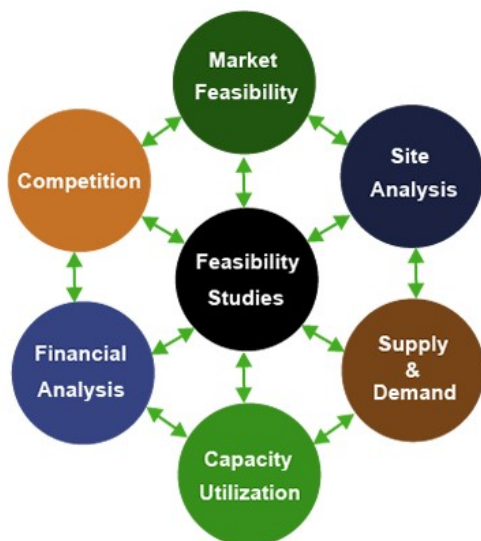 Market
Feasibility
Competition
Site
Analysis
Feasibility
Studies
Financial
Analysis
Supply
&
Demand
Capacity
Utilization